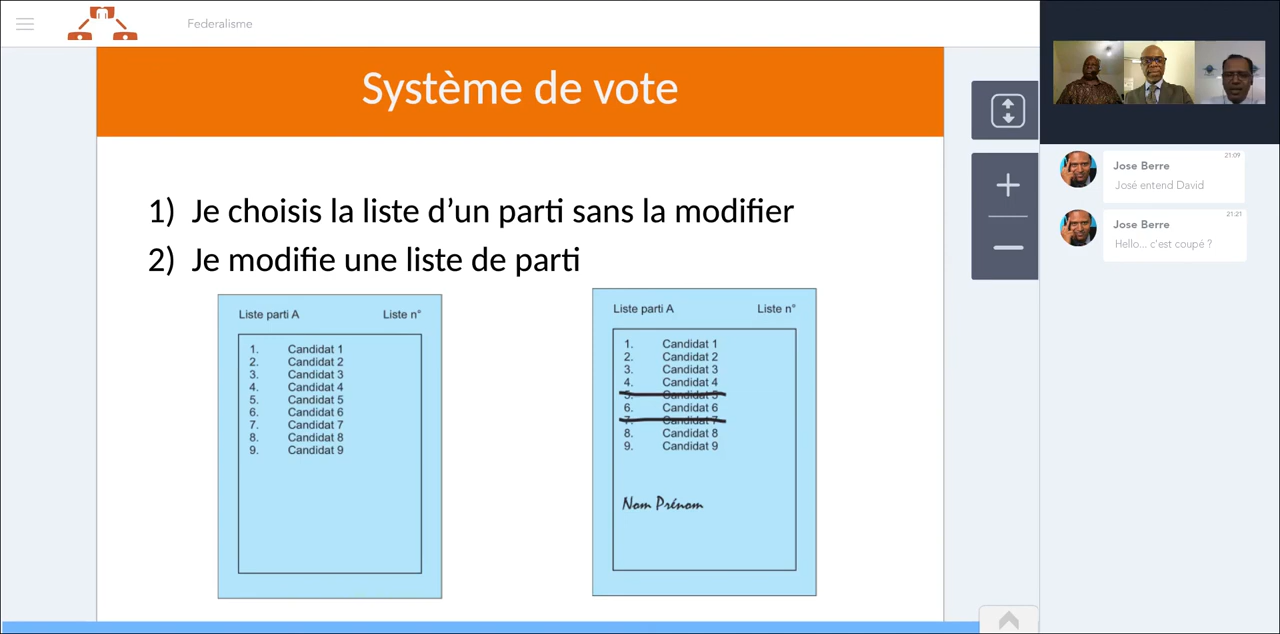 Federalisme
Système de vote
1) Je choisis la liste d’un parti sans la modifier
2) Je modifie une liste de parti
Liste parti A Liste n°
1. Candidat 1
2. Candidat 2
3. Candidat 3
4. Candidat 4
5. Candidat 5
6. Candidat 6
7. Candidat 7
8. Candidat 8
9. Candidat 9
Liste parti A Liste n°
1. Candidat 1
2. Candidat 2
3. Candidat 3
4. Candidat 4
5. Candidat 5
6. Candidat 6
7. Candidat 7
8. Candidat 8
9. Candidat 9
Nom Prénom
21:09
Jose Berre
José entend David
21:21
Jose Berre
Hello... c'est coupé ?